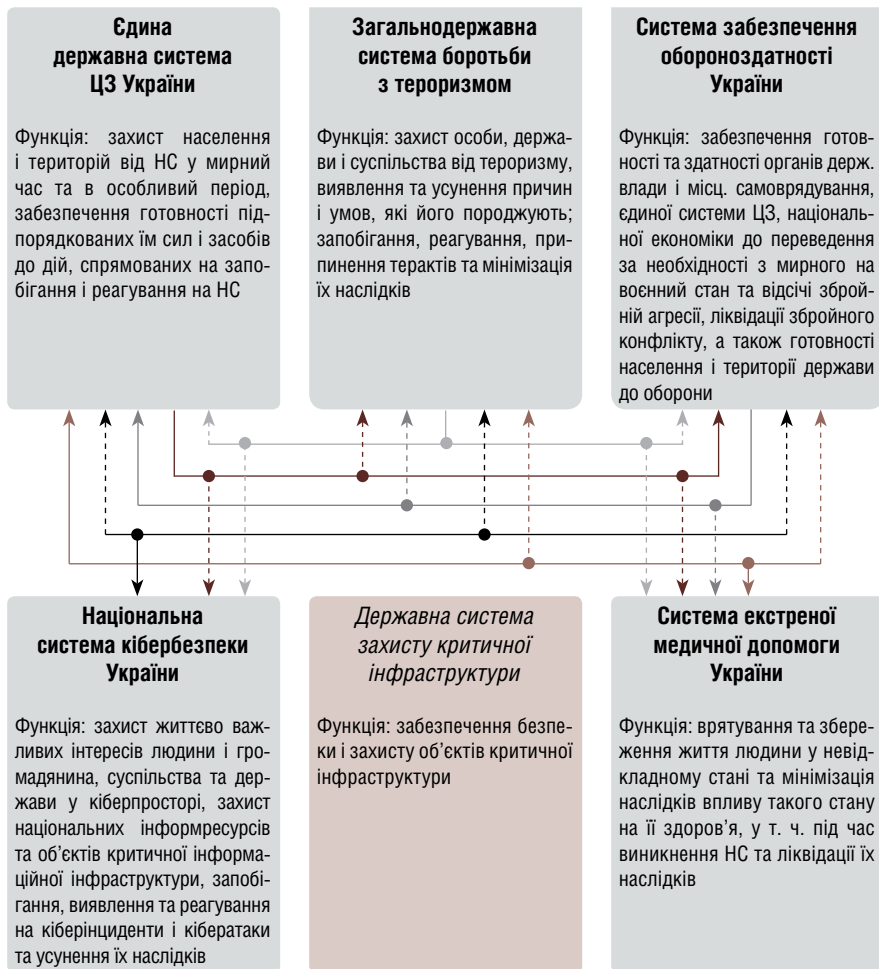 Єдина
державна система
ЦЗ України
Функція: захист населення
і територій від НС у мирний
час та в особливий період,
забезпечення готовності під-
порядкованих їм сил і засобів
до дій, спрямованих на запо-
бігання і реагування на НС
Загальнодержавна
система боротьби
з тероризмом
Функція: захист особи, держа-
ви і суспільства від тероризму,
виявлення та усунення причин
і умов, які його породжують;
запобігання, реагування, при-
пинення терактів та мінімізація
їх наслідків
Система забезпечення
обороноздатності
України
Функція: забезпечення готов-
ності та здатності органів держ.
влади і місц. самоврядування,
єдиної системи ЦЗ, національ-
ної економіки до переведення
за необхідності з мирного на
воєнний стан та відсічі зброй-
ній агресії, ліквідації збройного
конфлікту, а також готовності
населення і території держави
до оборони
Національна
система кібербезпеки
України
Функція: захист життєво важ-
ливих інтересів людини і гро-
мадянина, суспільства та дер-
жави у кіберпросторі, захист
національних інформресурсів
та об’єктів критичної інформа-
ційної інфраструктури, запобі-
гання, виявлення та реагування
на кіберінциденти і кібератаки
та усунення їх наслідків
Державна система
захисту критичної
інфраструктури
Функція: забезпечення безпе-
ки і захисту об’єктів критичної
інфраструктури
Система екстреної
медичної допомоги
України
Функція: врятування та збере-
ження життя людини у невід-
кладному стані та мінімізація
наслідків впливу такого стану
на її здоров’я, у т. ч. під час
виникнення НС та ліквідації їх
наслідків